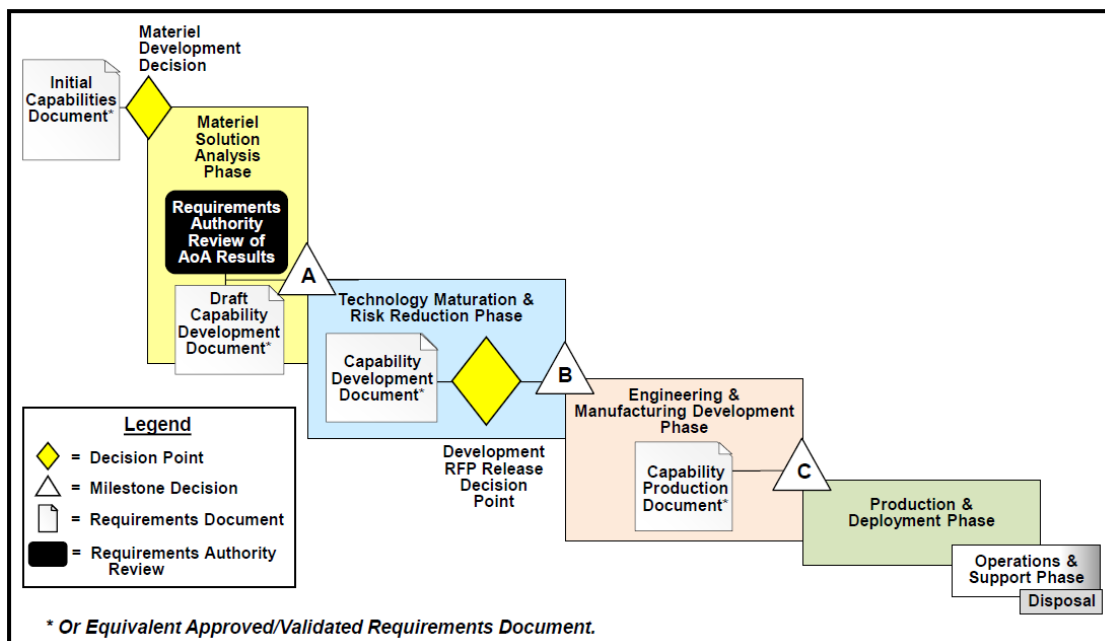 Materiel
Development
Decision
Initial
Capabilities
Document*
Materiel
Solution
Analysis
Phase
Requirements
Authority
Review of
AoA Results
A
Draft
Capability
Development
Document*
Technology Maturation &
Risk Reduction Phase
Capability
Development
Document*
B
Development
RFP Release
Decision
Point
Engineering &
Manufacturing Development
Phase
Capability
Production
Document*
C
Production &
Deployment Phase
Operations &
Support Phase
Disposal
Legend
= Decision Point
= Milestone Decision
= Requirements Document
= Requirements Authority
Review
* Or Equivalent Approved/Validated Requirements Document.